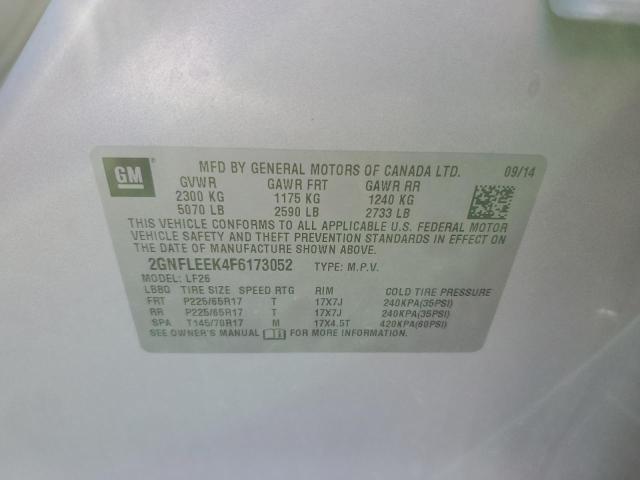 GM
MFD BY GENERAL MOTORS OF CANADA LTD. 09/14
GVWR GAWR FRT GAWR RR
2300 KG 1175 KG 1240 KG
5070 LB 2590 LB 2733 LB
THIS VEHICLE CONFORMS TO ALL APPLICABLE U.S. FEDERAL MOTOR
VEHICLE SAFETY AND THEFT PREVENTION STANDARDS IN EFFECT ON
THE DATE OF MANUFACTURE SHOWN ABOVE.
2GNFLEEK4F6173052 TYPE: M.P.V.
MODEL: LF26
LBBQ TIRE SIZE SPEED RTG RIM COLD TIRE PRESSURE
FRT P225/65R17 T 17X7J 240KPA(35PSI)
RR P225/65R17 T 17X7J 240KPA(35PSI)
SPA T145/70R17 M 17X4.5T 420KPA(60PSI)
SEE OWNER'S MANUAL FOR MORE INFORMATION.